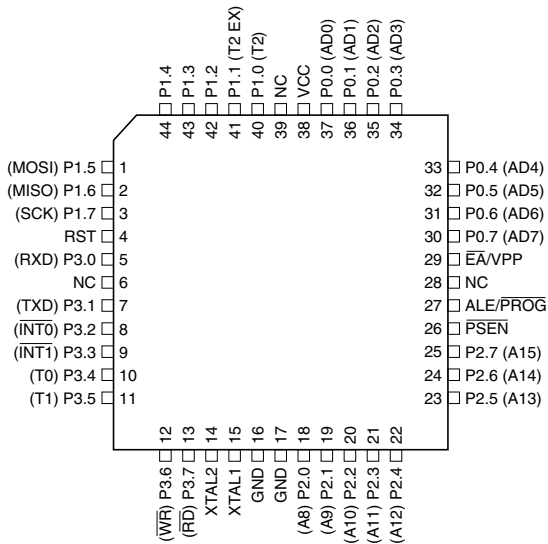 P1.4
P1.3
P1.2
P1.1 (T2 EX)
P1.0 (T2)
NC
VCC
P0.0 (AD0)
P0.1 (AD1)
P0.2 (AD2)
P0.3 (AD3)
44
43
42
41
40
39
38
37
36
35
34
(MOSI) P1.5 1
(MISO) P1.6 2
(SCK) P1.7 3
RST 4
(RXD) P3.0 5
NC 6
(TXD) P3.1 7
(INT0) P3.2 8
(INT1) P3.3 9
(T0) P3.4 10
(T1) P3.5 11
33 P0.4 (AD4)
32 P0.5 (AD5)
31 P0.6 (AD6)
30 P0.7 (AD7)
29 EA/VPP
28 NC
27 ALE/PROG
26 PSEN
25 P2.7 (A15)
24 P2.6 (A14)
23 P2.5 (A13)
12
13
14
15
16
17
18
19
20
21
22
(WR) P3.6
(RD) P3.7
XTAL2
XTAL1
GND
GND
(A8) P2.0
(A9) P2.1
(A10) P2.2
(A11) P2.3
(A12) P2.4